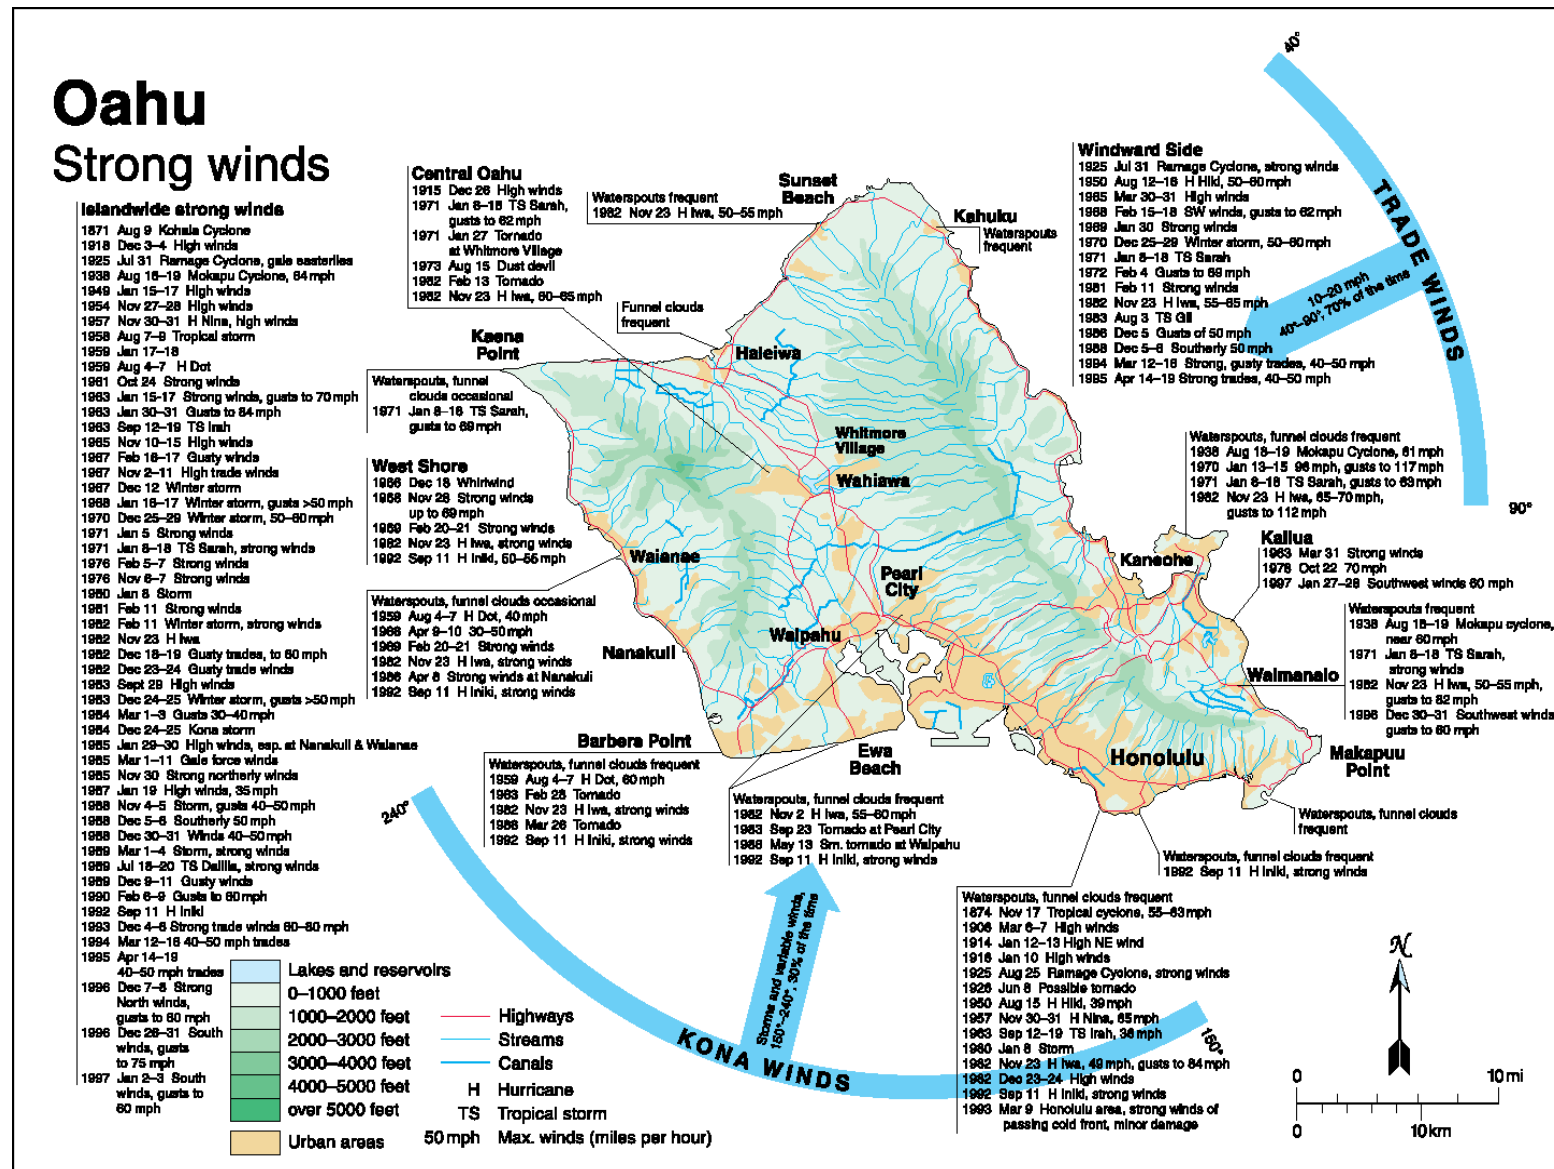 Oahu
Strong winds
Islandwide strong winds
1871 Aug 9 Kohala Cyclone
1918 Dec 3–4 High winds
1925 Jul 31 Ramage Cyclone, gale easterlies
1938 Aug 18–19 Mokapu Cyclone, 64 mph
1949 Jan 15–17 High winds
1954 Nov 27–28 High winds
1957 Nov 30–31 H Nina, high winds
1958 Aug 7–9 Tropical storm
1959 Jan 17–18
1959 Aug 4–7 H Dot
1961 Oct 24 Strong winds
1963 Jan 15–17 Strong winds, gusts to 70 mph
1963 Jan 30–31 Gusts to 84 mph
1963 Sep 12–19 TS Irah
1965 Nov 10–15 High winds
1967 Feb 16–17 Gusty winds
1967 Nov 2–11 High trade winds
1967 Dec 12 Winter storm
1968 Jan 16–17 Winter storm, gusts >50 mph
1970 Dec 25–29 Winter storm, 50–60 mph
1971 Jan 5 Strong winds
1971 Jan 8–18 TS Sarah, strong winds
1976 Feb 5–7 Strong winds
1976 Nov 6–7 Strong winds
1980 Jan 8 Storm
1981 Feb 11 Strong winds
1982 Feb 11 Winter storm, strong winds
1982 Nov 23 H Iwa
1982 Dec 18–19 Gusty trades, to 60 mph
1982 Dec 23–24 Gusty trade winds
1983 Sept 29 High winds
1983 Dec 24–25 Winter storm, gusts >50 mph
1984 Mar 1–3 Gusts 30–40 mph
1984 Dec 24–25 Kona storm
1985 Jan 29–30 High winds, esp. at Nanakuli & Waianae
1985 Mar 1–11 Gale force winds
1985 Nov 30 Strong northerly winds
1987 Jan 19 High winds, 35 mph
1988 Nov 4–5 Storm, gusts 40–50 mph
1988 Dec 5–6 Southerly 50 mph
1988 Dec 30–31 Winds 40–50 mph
1989 Mar 1–4 Storm, strong winds
1989 Jul 18–20 TS Dalilia, strong winds
1989 Dec 9–11 Gusty winds
1990 Feb 6–9 Gusts to 60 mph
1992 Sep 11 H Iniki
1993 Dec 4–6 Strong trade winds 60–80 mph
1994 Mar 12–16 40–50 mph trades
1995 Apr 14–19
40–50 mph trades
1996 Dec 7–8 Strong
North winds,
gusts to 60 mph
1996 Dec 26–31 South
winds, gusts
to 75 mph
1997 Jan 2–3 South
winds, gusts to
60 mph
Central Oahu
1915 Dec 26 High winds
1971 Jan 8–18 TS Sarah,
gusts to 62 mph
1971 Jan 27 Tornado
at Whitmore Village
1973 Aug 15 Dust devil
1982 Feb 13 Tornado
1982 Nov 23 H Iwa, 60–65 mph
Waterspouts frequent
1982 Nov 23 H Iwa, 50–55 mph
Sunset
Beach
Kahuku
Waterspouts
frequent
Funnel clouds
frequent
Kaena
Point
Waterspouts, funnel
clouds occasional
1971 Jan 8–18 TS Sarah,
gusts to 69 mph
West Shore
1966 Dec 18 Whirlwind
1968 Nov 28 Strong winds
up to 69 mph
1969 Feb 20–21 Strong winds
1982 Nov 23 H Iwa, strong winds
1992 Sep 11 H Iniki, 50–55 mph
Waterspouts, funnel clouds occasional
1959 Aug 4–7 H Dot, 40 mph
1966 Apr 9–10 30–50 mph
1969 Feb 20–21 Strong winds
1982 Nov 23 H Iwa, strong winds
1986 Apr 8 Strong winds at Nanakuli
1992 Sep 11 H Iniki, strong winds
Haleiwa
Whitmore
Village
Wahiawa
Waianae
Pearl
City
Waipahu
Nanakuli
Kaneohe
Honolulu
Barbers Point
Waterspouts, funnel clouds frequent
1959 Aug 4–7 H Dot, 60 mph
1963 Feb 28 Tornado
1982 Nov 23 H Iwa, strong winds
1988 Mar 26 Tornado
1992 Sep 11 H Iniki, strong winds
Ewa
Beach
Waterspouts, funnel clouds frequent
1982 Nov 2 H Iwa, 55–60 mph
1983 Sep 23 Tornado at Pearl City
1988 May 13 Sm. tornado at Waipahu
1992 Sep 11 H Iniki, strong winds
Windward Side
1925 Jul 31 Ramage Cyclone, strong winds
1950 Aug 12–16 H Hiki, 50–60 mph
1965 Mar 30–31 High winds
1968 Feb 15–18 SW winds, gusts to 62 mph
1969 Jan 30 Strong winds
1970 Dec 25–29 Winter storm, 50–60 mph
1971 Jan 8–18 TS Sarah
1972 Feb 4 Gusts to 69 mph
1981 Feb 11 Strong winds
1982 Nov 23 H Iwa, 55–65 mph
1983 Aug 3 TS Gil
1986 Dec 5 Gusts of 50 mph
1988 Dec 5–6 Southerly 50 mph
1994 Mar 12–16 Strong, gusty trades, 40–50 mph
1995 Apr 14–19 Strong trades, 40–50 mph
40°
TRADE WINDS
10–20 mph
40°–90°, 70% of the time
90°
Waterspouts, funnel clouds frequent
1938 Aug 18–19 Mokapu Cyclone, 61 mph
1970 Jan 13–15 96 mph, gusts to 117 mph
1971 Jan 8–18 TS Sarah, gusts to 63 mph
1982 Nov 23 H Iwa, 65–70 mph,
gusts to 112 mph
Kailua
1963 Mar 31 Strong winds
1978 Oct 22 70 mph
1997 Jan 27–28 Southwest winds 60 mph
Waterspouts frequent
1938 Aug 18–19 Mokapu cyclone,
near 60 mph
1971 Jan 8–18 TS Sarah,
strong winds
1982 Nov 23 H Iwa, 50–55 mph,
gusts to 82 mph
1996 Dec 30–31 Southwest winds
gusts to 60 mph
Waimanalo
Makapuu
Point
Waterspouts, funnel clouds
frequent
Waterspouts, funnel clouds frequent
1992 Sep 11 H Iniki, strong winds
Waterspouts, funnel clouds frequent
1874 Nov 17 Tropical cyclone, 55–63 mph
1906 Mar 6–7 High winds
1914 Jan 12–13 High NE wind
1916 Jan 10 High winds
1925 Aug 25 Ramage Cyclone, strong winds
1926 Jun 8 Possible tornado
1950 Aug 15 H Hiki, 39 mph
1957 Nov 30–31 H Nina, 65 mph
1963 Sep 12–19 TS Irah, 36 mph
1980 Jan 8 Storm
1982 Nov 23 H Iwa, 49 mph, gusts to 84 mph
1982 Dec 23–24 High winds
1992 Sep 11 H Iniki, strong winds
1993 Mar 9 Honolulu area, strong winds of
passing cold front, minor damage
240°
KONA WINDS
Storms and variable winds,
150°–240°, 30% of the time
150°
Lakes and reservoirs
0–1000 feet
1000–2000 feet
2000–3000 feet
3000–4000 feet
4000–5000 feet
over 5000 feet
Urban areas
Highways
Streams
Canals
H Hurricane
TS Tropical storm
50 mph Max. winds (miles per hour)
N
0 10 mi
0 10 km